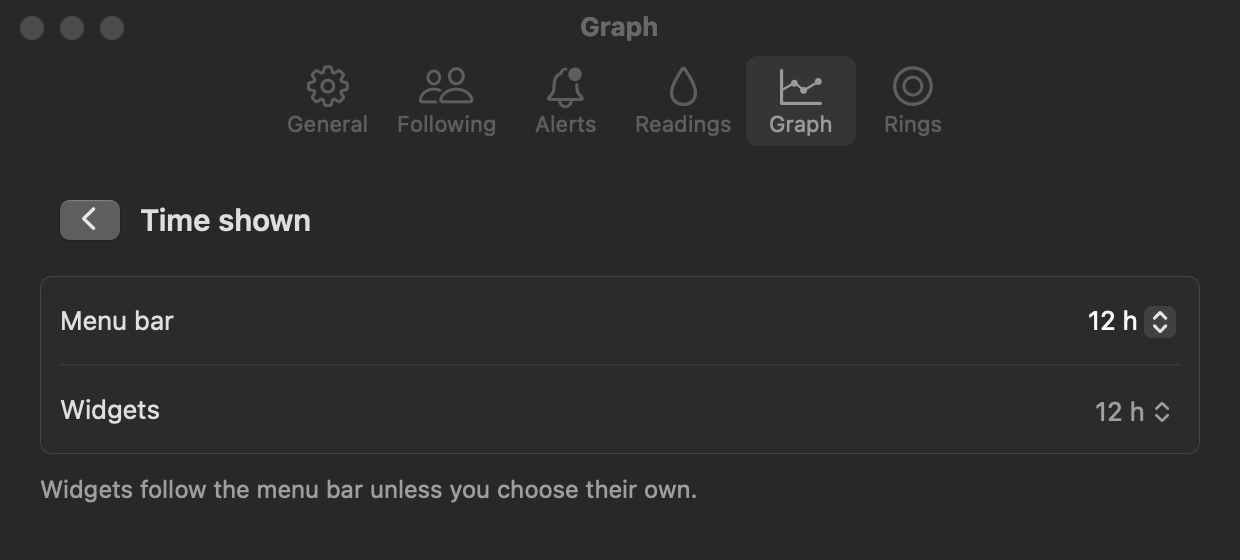 Graph
General
Following
Alerts
Readings
Graph
Rings
Time shown
Menu bar
12 h
Widgets
12 h
Widgets follow the menu bar unless you choose their own.